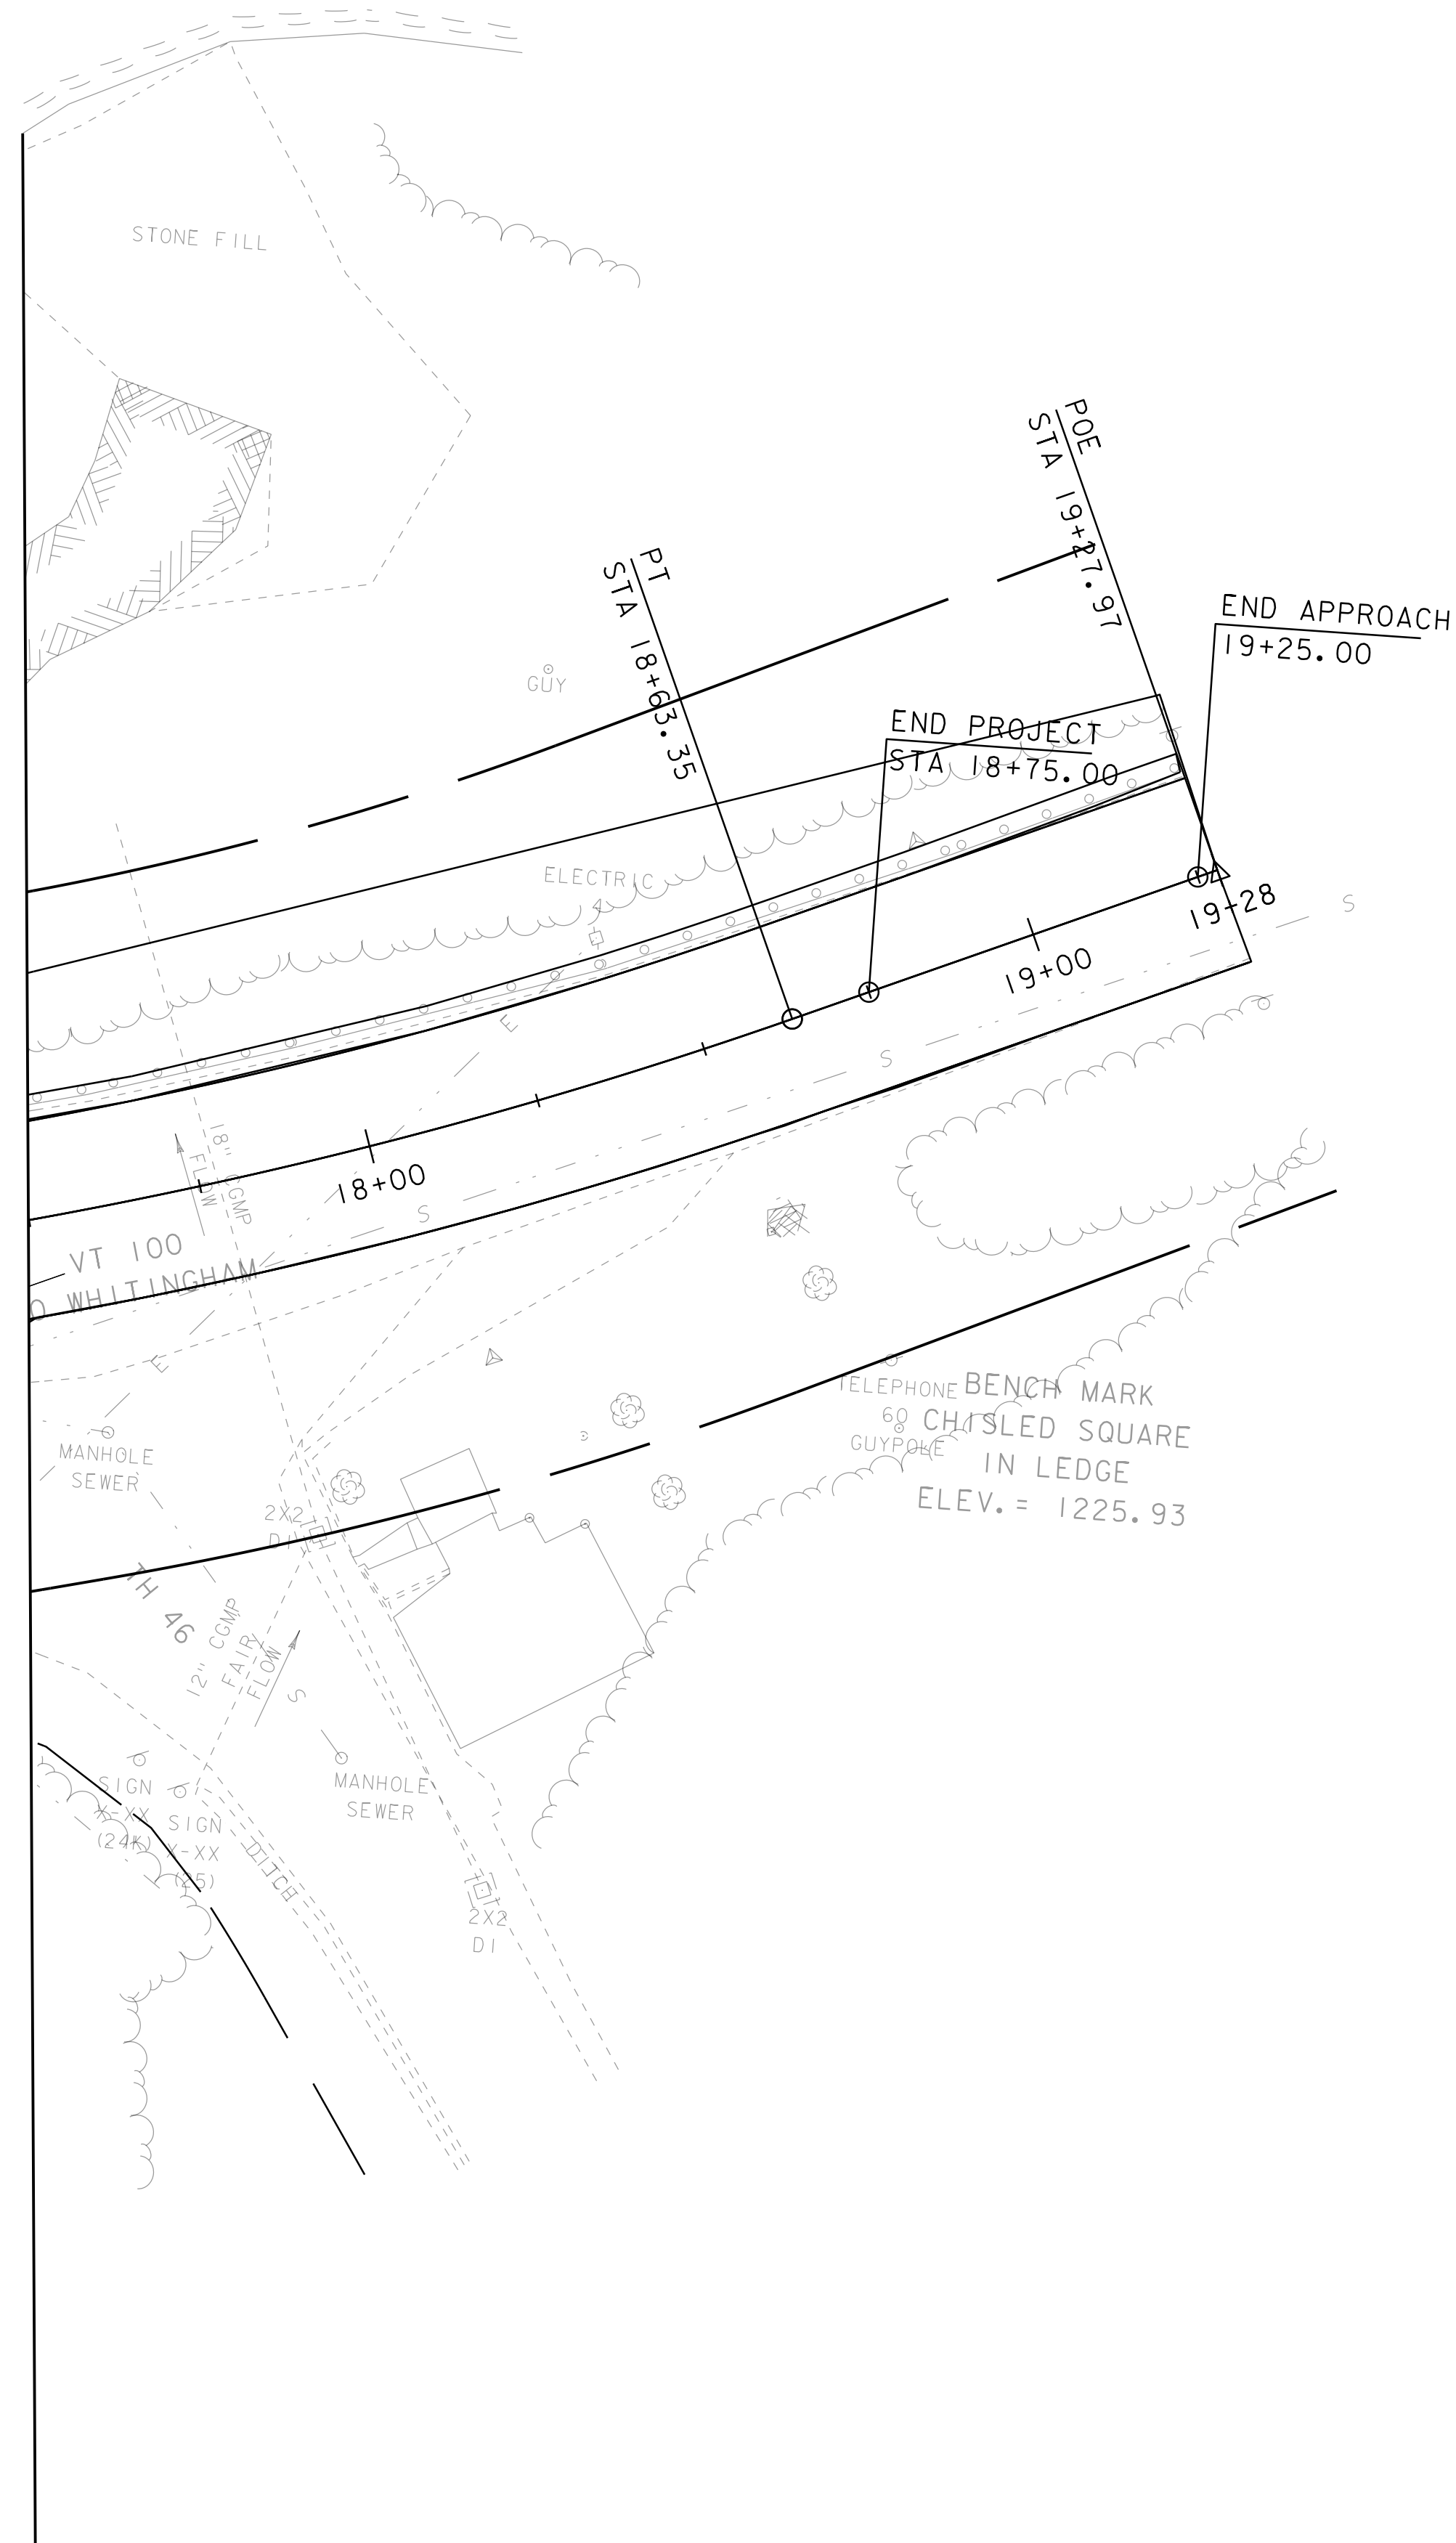 STONE FILL
POE
STA 19+27.97
PT
STA 18+63.35
END APPROACH
19+25.00
GUY
END PROJECT
STA 18+75.00
ELECTRIC
19+28
S
19+00
E
S
18" CGMP
FLOW
18+00
S
VT 100
WHITINGHAM
E
TELEPHONE
60
GUYPOLE
BENCH MARK
CHISLED SQUARE
IN LEDGE
ELEV.= 1225.93
MANHOLE
SEWER
2X2
DI
TH 46
12" CGMP
FAIR
FLOW
S
MANHOLE
SEWER
SIGN
X-XX
(24K)
SIGN
X-XX
(25)
DITCH
2X2
DI